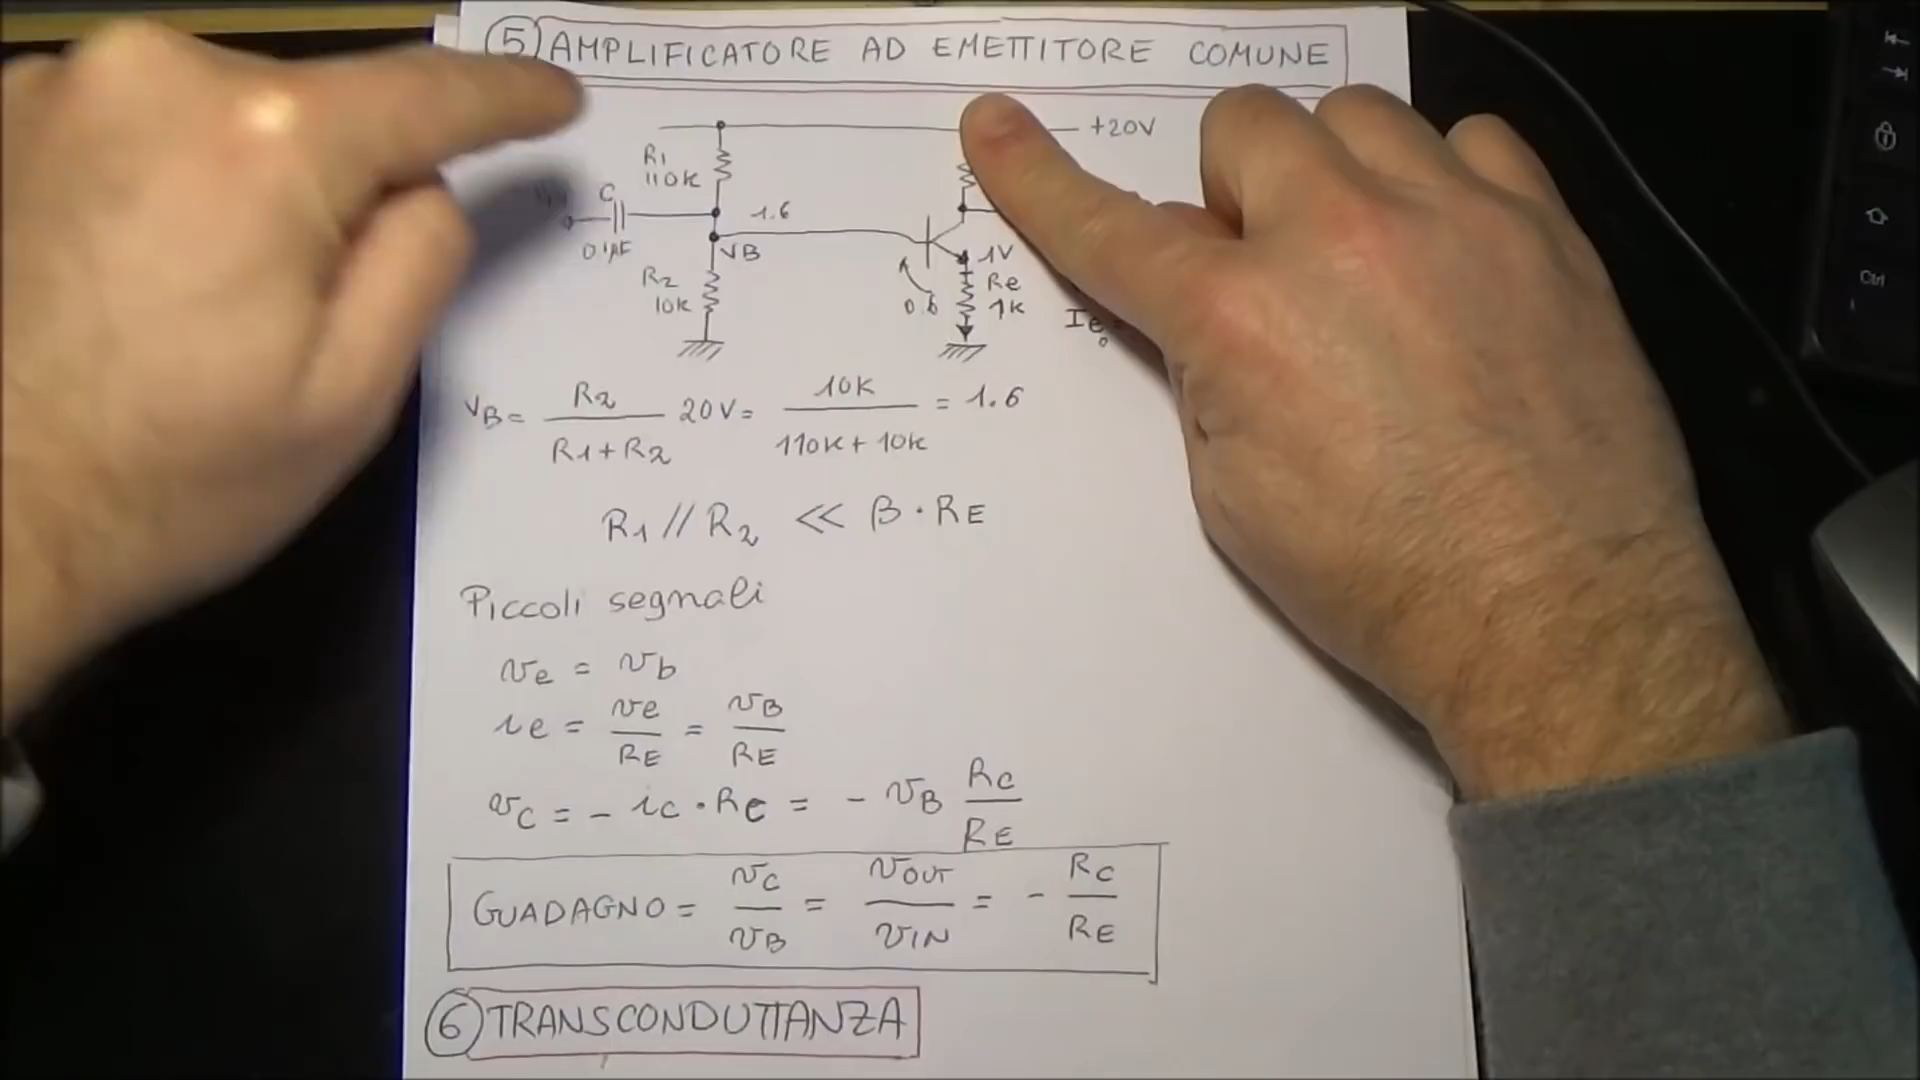 5 AMPLIFICATORE AD EMETTITORE COMUNE
+20V
R1
110K
C
1.6
0.1µF
VB
1V
R2
10K
0.6
Re
1K
Ie
VB = R2 / R1+R2 20V = 10K / 110K + 10K = 1.6
R1 // R2 << β · RE
Piccoli segnali
ve = vb
ie = ve / RE = vB / RE
vc = - ic · Rc = - vB Rc / RE
GUADAGNO = vc / vB = vOUT / vIN = - Rc / RE
6 TRANSCONDUTTANZA
Ctrl